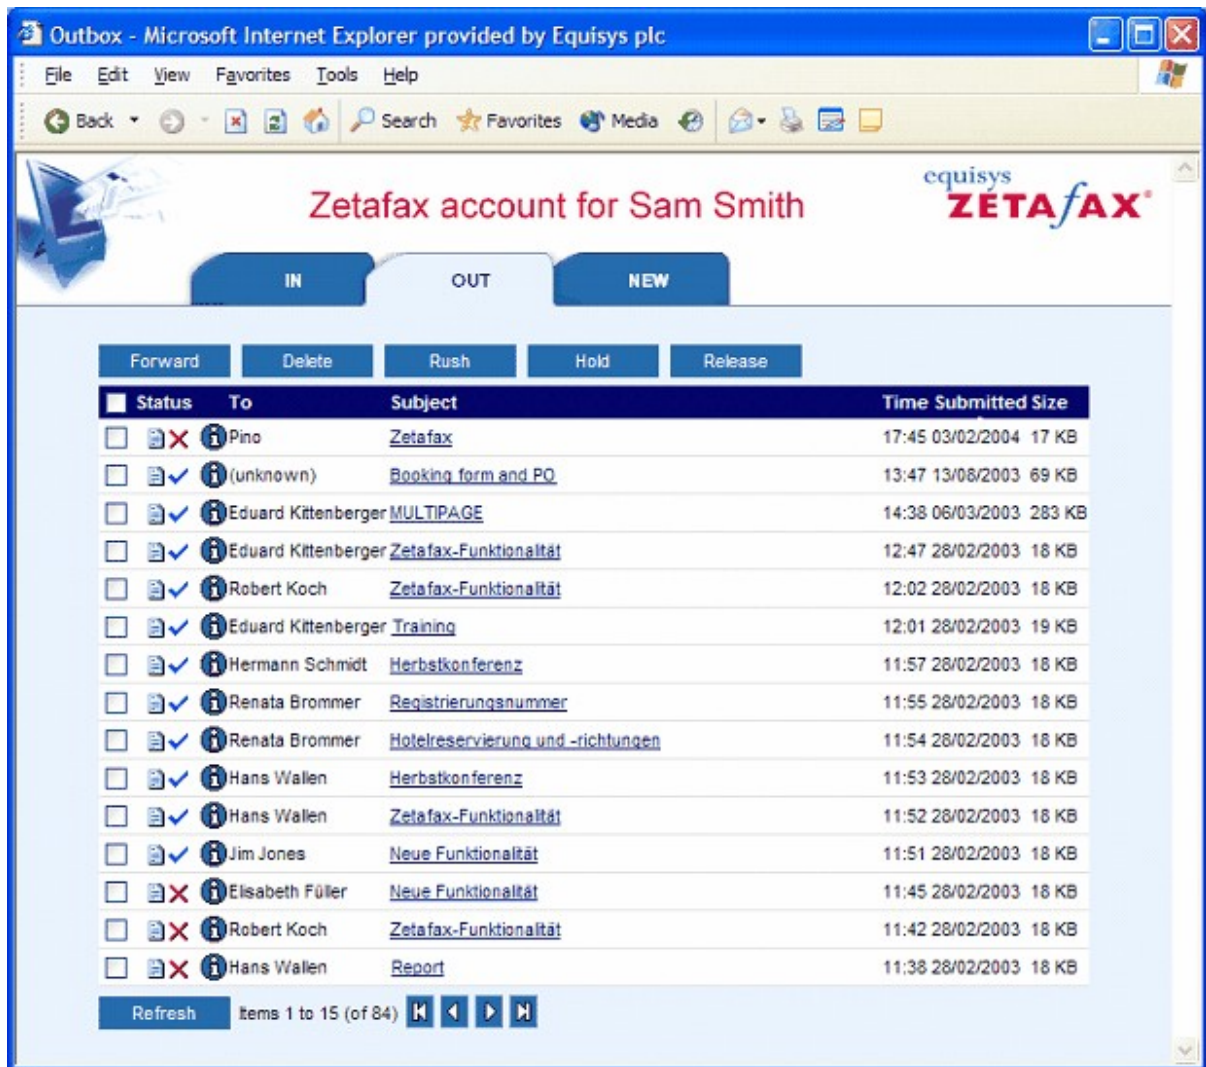 Outbox - Microsoft Internet Explorer provided by Equisys plc
File Edit View Favorites Tools Help
Back Search Favorites Media
Zetafax account for Sam Smith
equisys
ZETAfAX®
IN OUT NEW
Forward Delete Rush Hold Release
Status To Subject Time Submitted Size
Pino Zetafax 17:45 03/02/2004 17 KB
(unknown) Booking form and PO 13:47 13/08/2003 69 KB
Eduard Kittenberger MULTIPAGE 14:38 06/03/2003 283 KB
Eduard Kittenberger Zetafax-Funktionalität 12:47 28/02/2003 18 KB
Robert Koch Zetafax-Funktionalität 12:02 28/02/2003 18 KB
Eduard Kittenberger Training 12:01 28/02/2003 19 KB
Hermann Schmidt Herbstkonferenz 11:57 28/02/2003 18 KB
Renata Brommer Registrierungsnummer 11:55 28/02/2003 18 KB
Renata Brommer Hotelreservierung und -richtungen 11:54 28/02/2003 18 KB
Hans Wallen Herbstkonferenz 11:53 28/02/2003 18 KB
Hans Wallen Zetafax-Funktionalität 11:52 28/02/2003 18 KB
Jim Jones Neue Funktionalität 11:51 28/02/2003 18 KB
Elisabeth Füller Neue Funktionalität 11:45 28/02/2003 18 KB
Robert Koch Zetafax-Funktionalität 11:42 28/02/2003 18 KB
Hans Wallen Report 11:38 28/02/2003 18 KB
Refresh Items 1 to 15 (of 84)